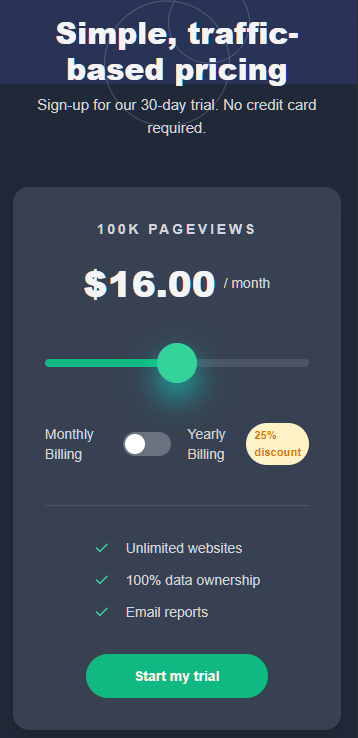 Simple, traffic-
based pricing
Sign-up for our 30-day trial. No credit card
required.
100K PAGEVIEWS
$16.00 / month
Monthly
Billing
Yearly
Billing
25%
discount
Unlimited websites
100% data ownership
Email reports
Start my trial